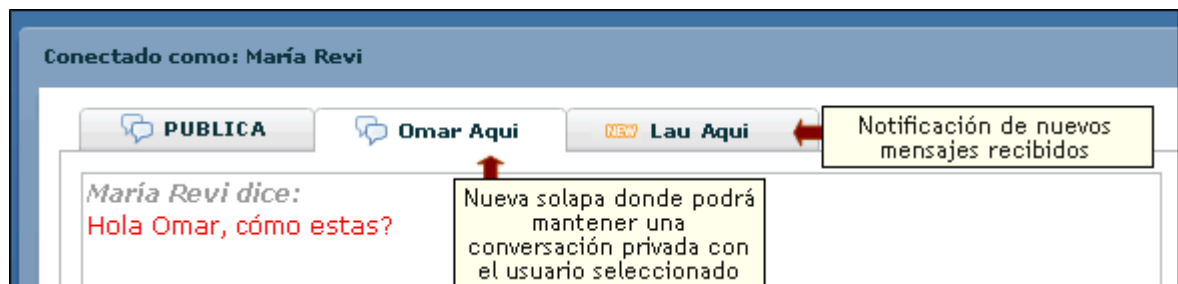 Conectado como: María Revi
PUBLICA
Omar Aqui
NEW Lau Aqui
Notificación de nuevos
mensajes recibidos
María Revi dice:
Hola Omar, cómo estas?
Nueva solapa donde podrá
mantener una
conversación privada con
el usuario seleccionado